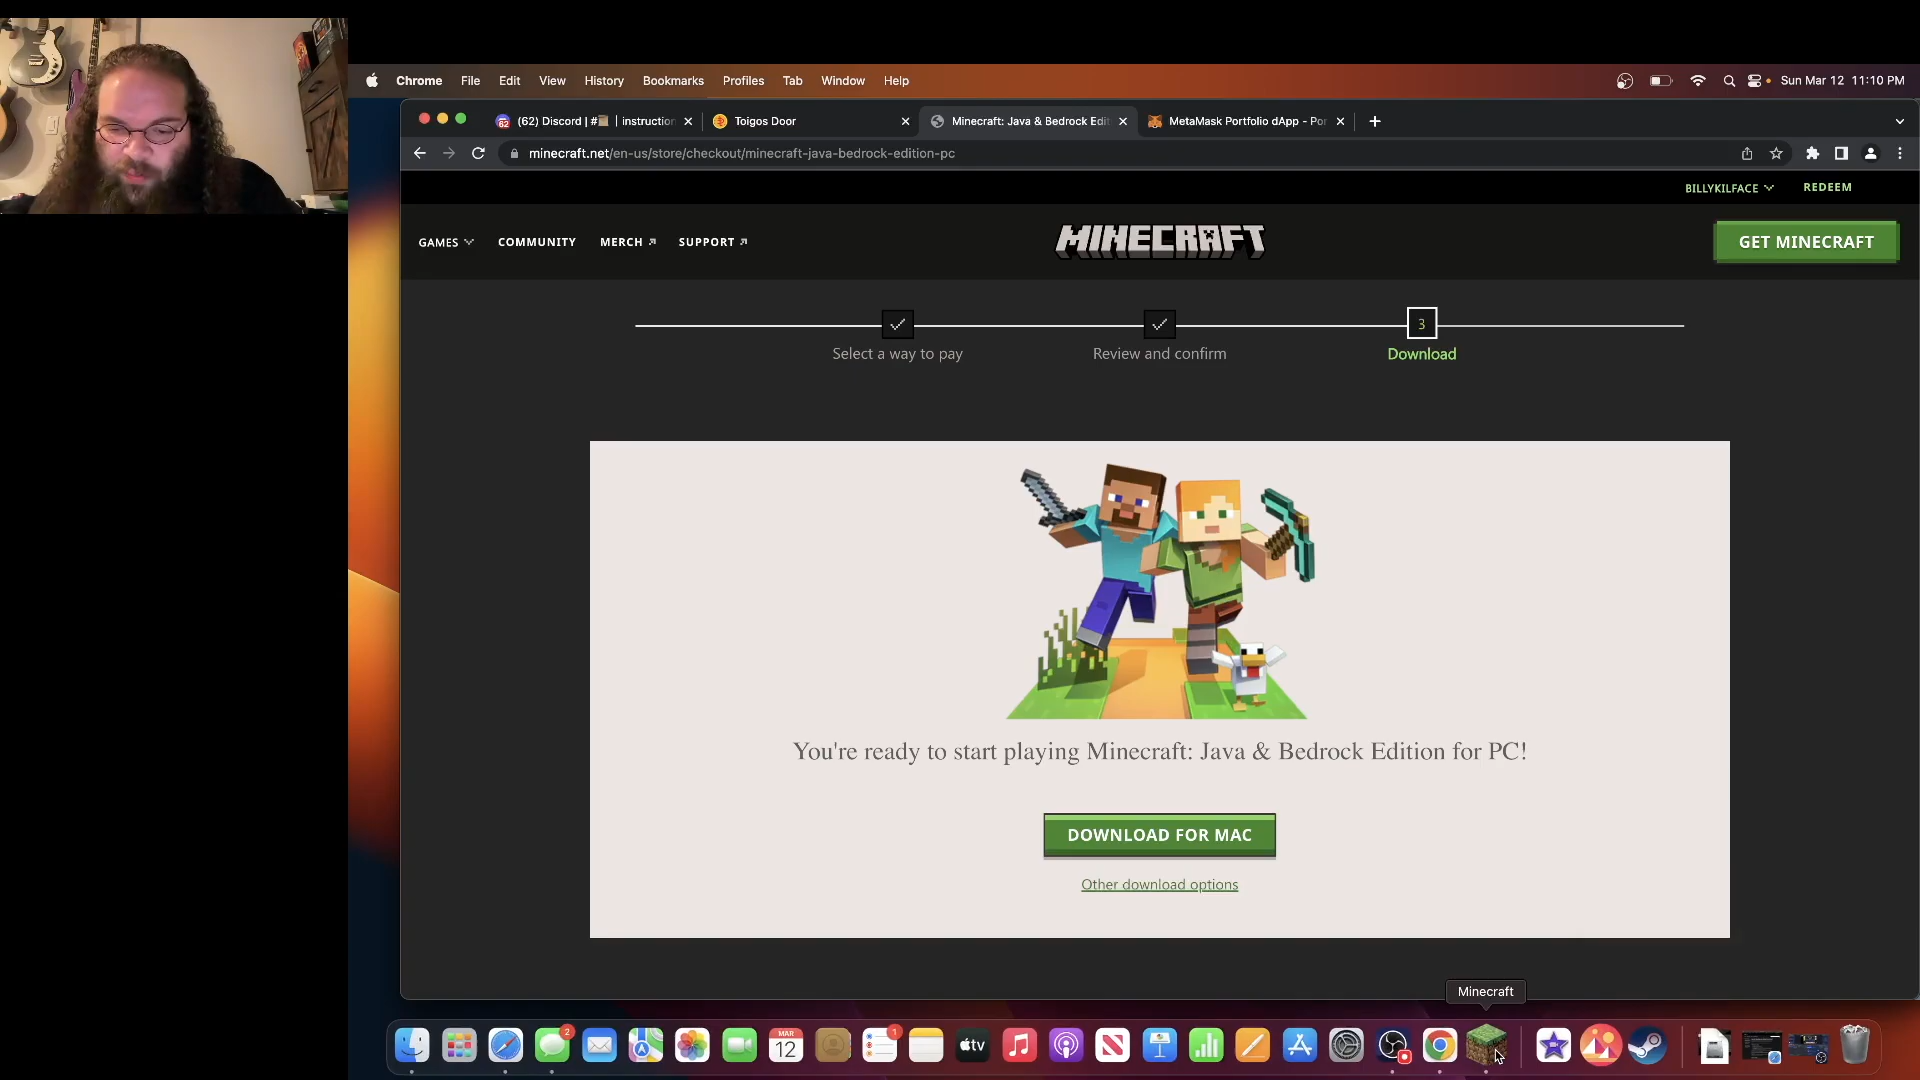 Chrome File Edit View History Bookmarks Profiles Tab Window Help Sun Mar 12 11:10 PM
(62) Discord | # | instruction Toigos Door Minecraft: Java & Bedrock Edit MetaMask Portfolio dApp - Por
minecraft.net/en-us/store/checkout/minecraft-java-bedrock-edition-pc
BILLYKILFACE REDEEM
GAMES COMMUNITY MERCH SUPPORT MINECRAFT GET MINECRAFT
3
Select a way to pay Review and confirm Download
You're ready to start playing Minecraft: Java & Bedrock Edition for PC!
DOWNLOAD FOR MAC
Other download options
Minecraft
2 MAR 12 1 tv